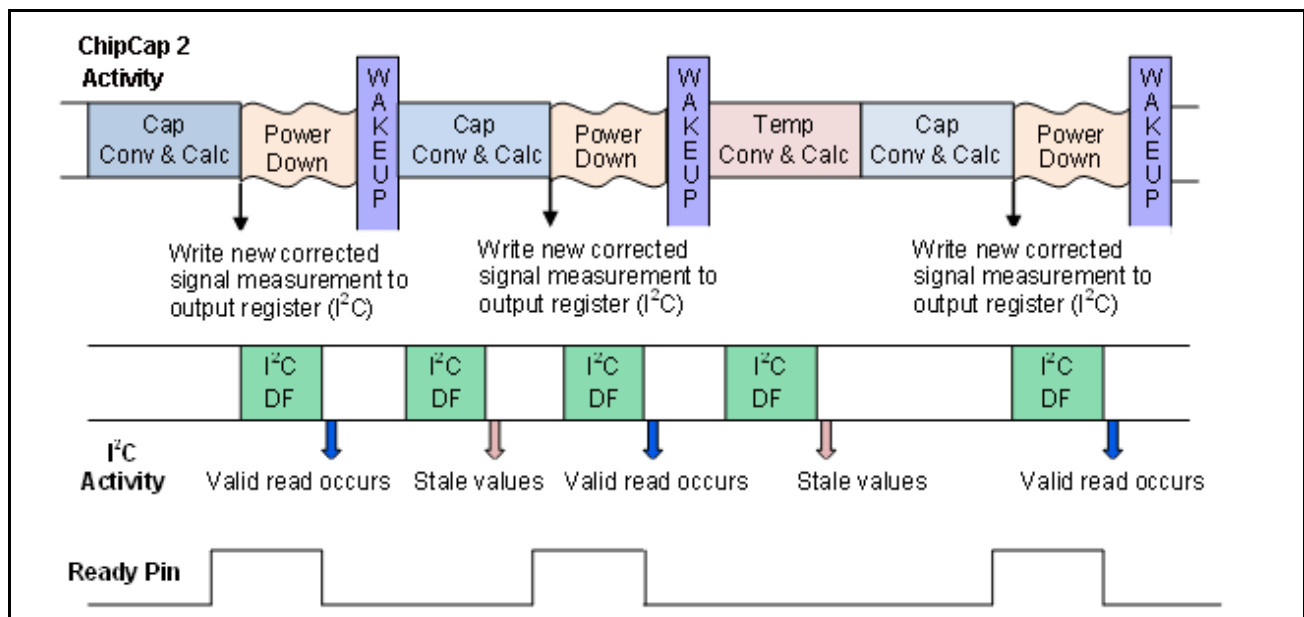 ChipCap 2
Activity
Cap
Conv & Calc
Power
Down
WAKEUP
Cap
Conv & Calc
Power
Down
WAKEUP
Temp
Conv & Calc
Cap
Conv & Calc
Power
Down
WAKEUP
Write new corrected
signal measurement to
output register (I²C)
Write new corrected
signal measurement to
output register (I²C)
Write new corrected
signal measurement to
output register (I²C)
I²C
DF
I²C
DF
I²C
DF
I²C
DF
I²C
DF
I²C
Activity
Valid read occurs
Stale values
Valid read occurs
Stale values
Valid read occurs
Ready Pin